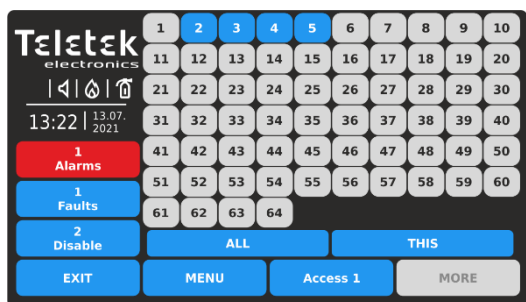 Teletek
electronics
13:22 | 13.07.
2021
1
Alarms
1
Faults
2
Disable
EXIT
1 2 3 4 5 6 7 8 9 10
11 12 13 14 15 16 17 18 19 20
21 22 23 24 25 26 27 28 29 30
31 32 33 34 35 36 37 38 39 40
41 42 43 44 45 46 47 48 49 50
51 52 53 54 55 56 57 58 59 60
61 62 63 64
ALL THIS
MENU Access 1 MORE